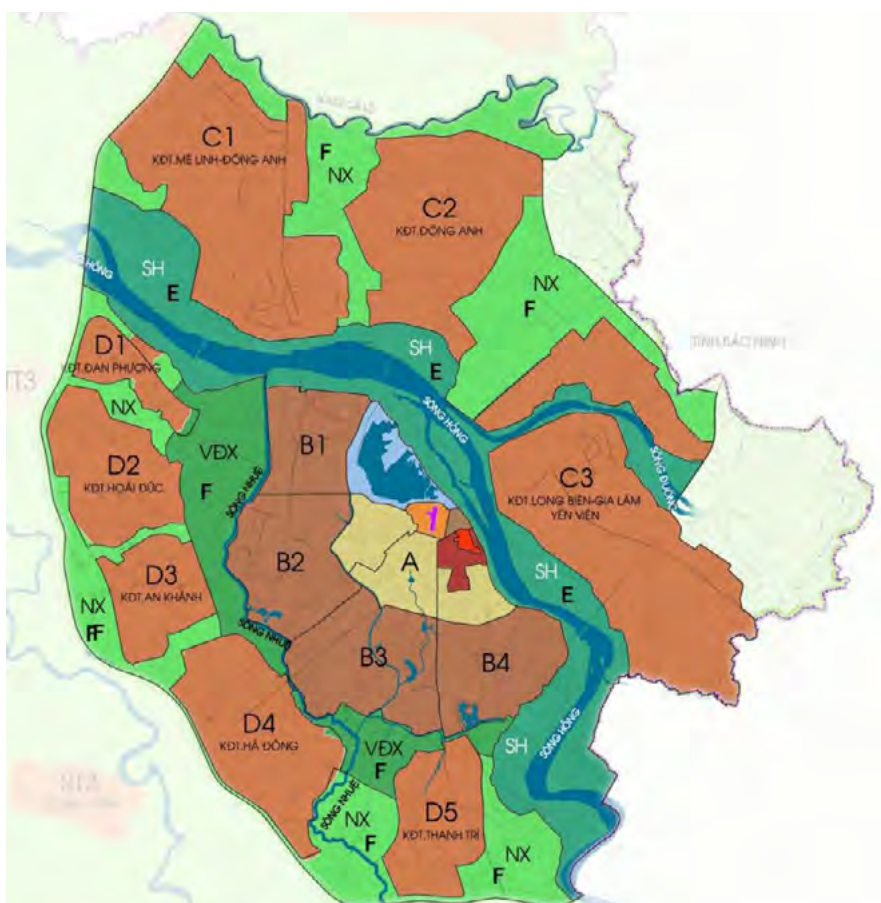 C1
KĐT.MÊ LINH-ĐÔNG ANH
F
NX
C2
KĐT.ĐÔNG ANH
NX
F
SH
E
HỒNG
D1
KĐT.ĐAN PHƯỢNG
SH
E
TỈNH BẮC NINH
NX
SÔNG HỒNG
B1
VĐX
F
D2
KĐT.HOÀI ĐỨC
SÔNG NHUỆ
C3
KĐT.LONG BIÊN-GIA LÂM
YÊN VIÊN
SÔNG ĐUỐNG
B2
A
D3
KĐT.AN KHÁNH
SH
E
NX
FF
SÔNG NHUỆ
B3
B4
D4
KĐT.HÀ ĐÔNG
VĐX
F
SH
SÔNG HỒNG
SÔNG NHUỆ
NX
F
D5
KĐT.THANH TRÌ
NX
F